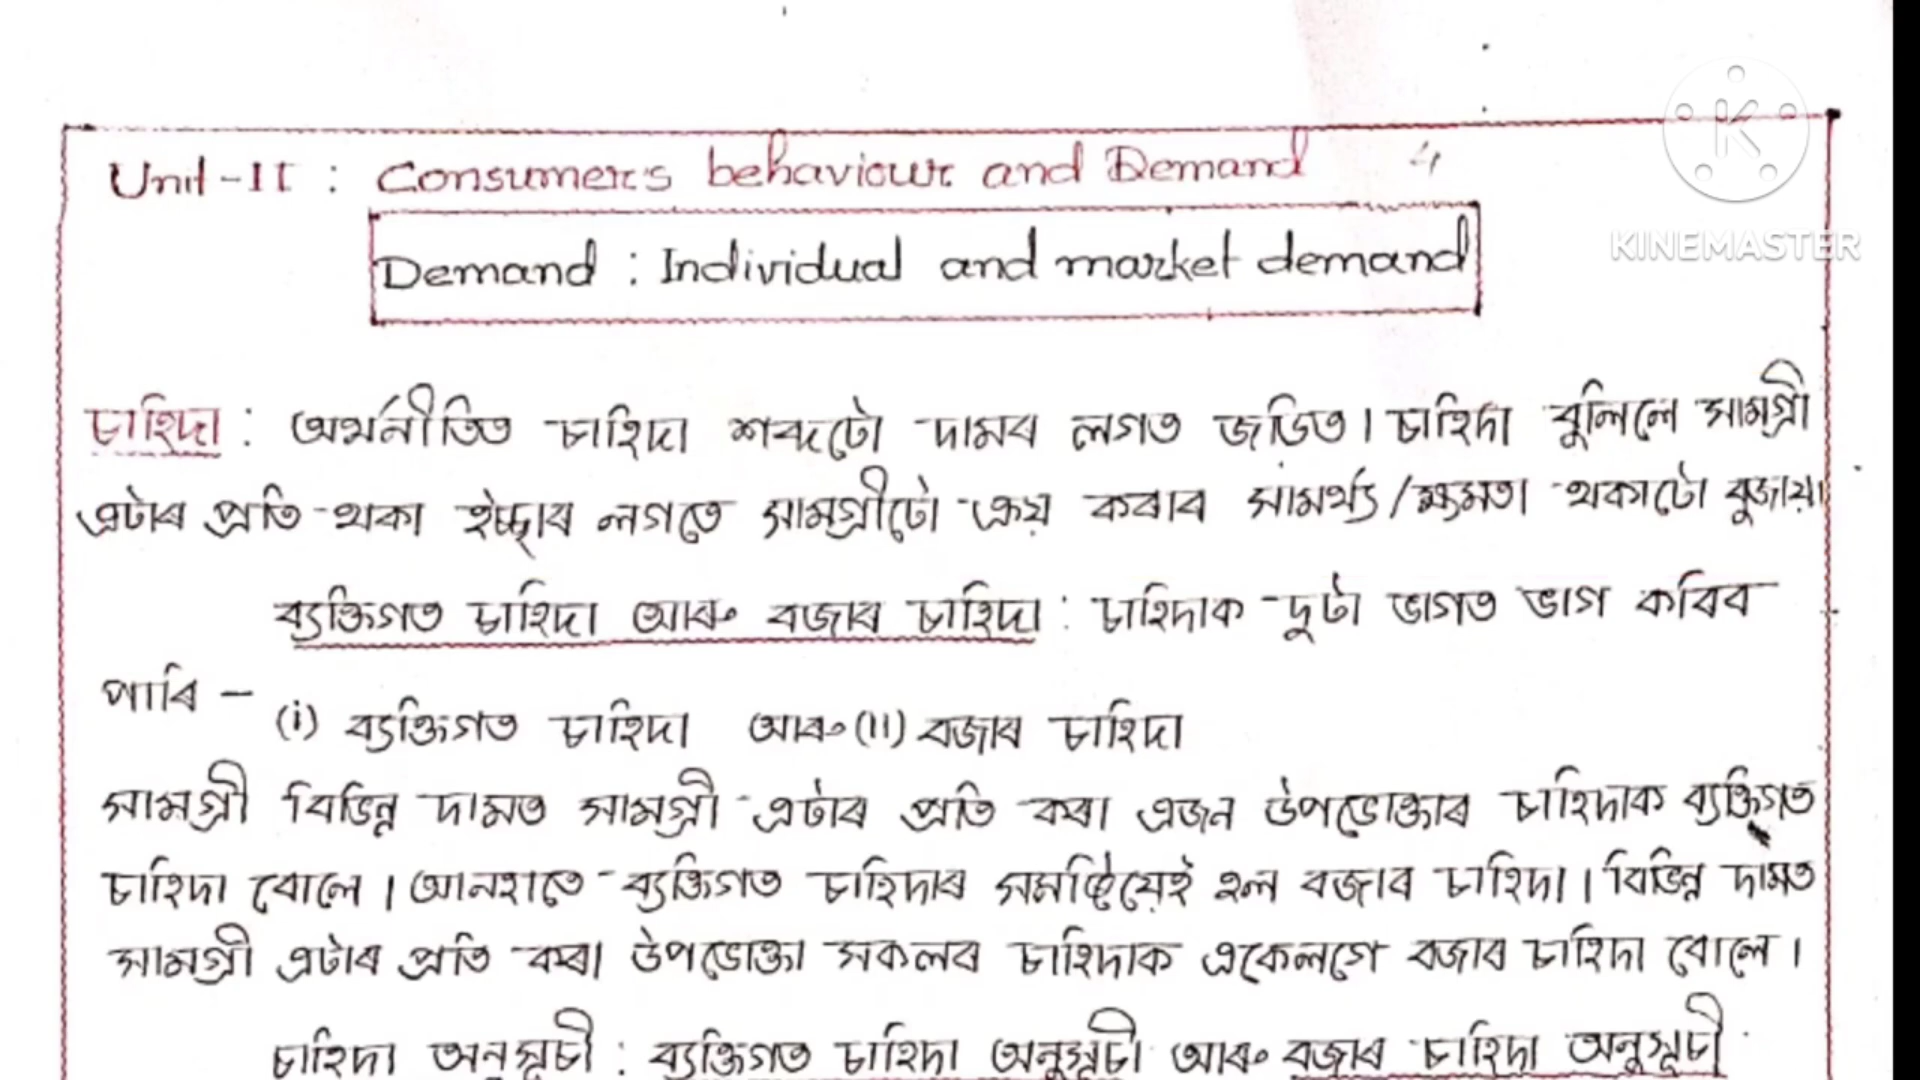 Unit-II : Consumers behaviour and Demand
KINEMASTER
Demand : Individual and market demand
চাহিদা : অৰ্থনীতিত চাহিদা শব্দটো দামৰ লগত জড়িত। চাহিদা বুলিলে সামগ্ৰী
এটাৰ প্ৰতি থকা ইচ্ছাৰ লগতে সামগ্ৰীটো ক্ৰয় কৰাৰ সামৰ্থ্য/ক্ষমতা থকাটো বুজায়।
ব্যক্তিগত চাহিদা আৰু বজাৰ চাহিদা : চাহিদাক দুটা ভাগত ভাগ কৰিব
পাৰি –
(i) ব্যক্তিগত চাহিদা আৰু (ii) বজাৰ চাহিদা
সামগ্ৰী বিভিন্ন দামত সামগ্ৰী এটাৰ প্ৰতি কৰা এজন উপভোক্তাৰ চাহিদাক ব্যক্তিগত
চাহিদা বোলে। আনহাতে ব্যক্তিগত চাহিদাৰ সমষ্টিয়েই হল বজাৰ চাহিদা। বিভিন্ন দামত
সামগ্ৰী এটাৰ প্ৰতি কৰা উপভোক্তা সকলৰ চাহিদাক একেলগে বজাৰ চাহিদা বোলে।
চাহিদা অনুসূচী : ব্যক্তিগত চাহিদা অনুসূচী আৰু বজাৰ চাহিদা অনুসূচী